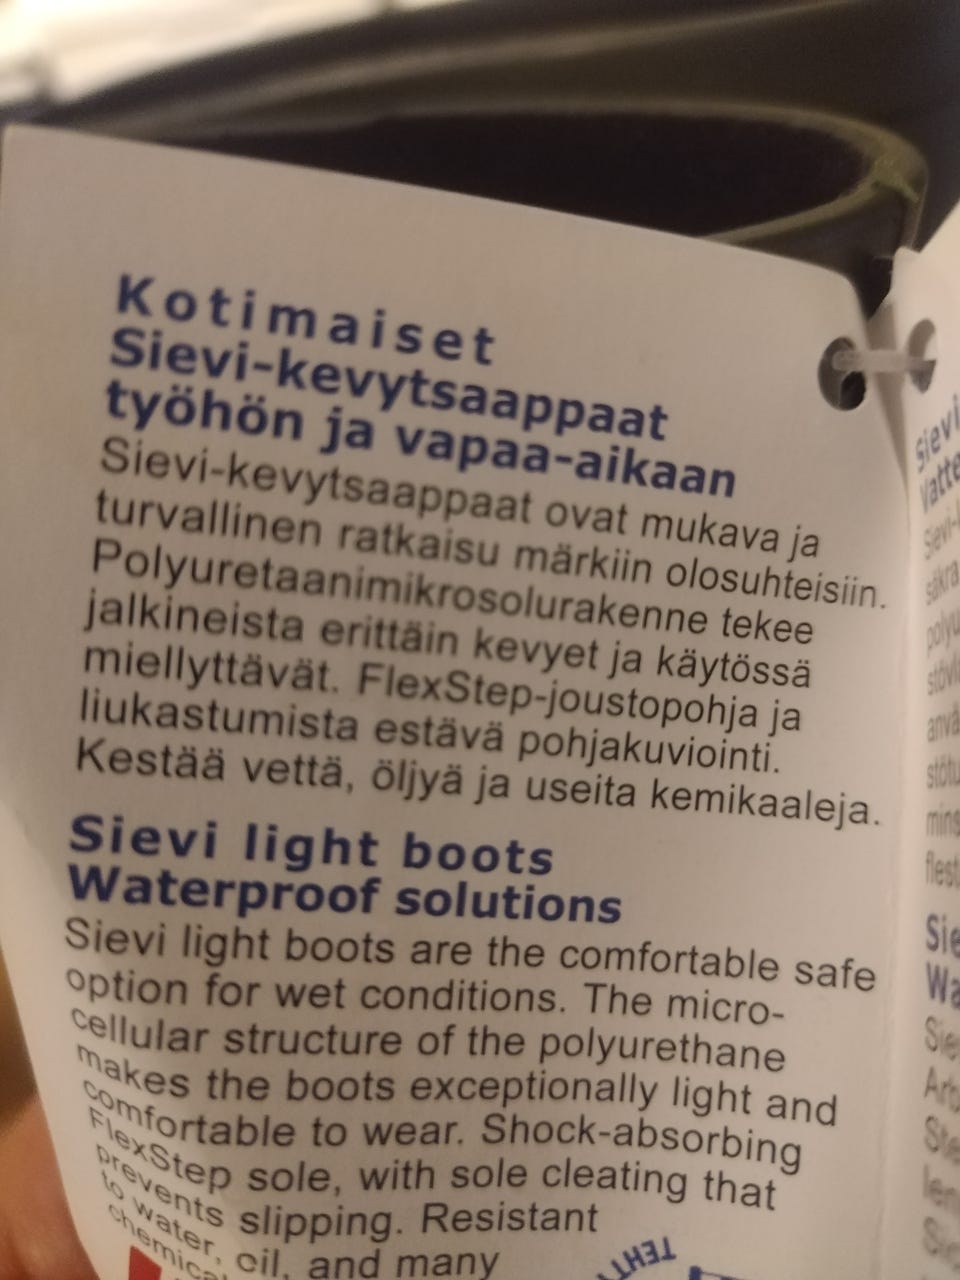 Kotimaiset
Sievi-kevytsaappaat
työhön ja vapaa-aikaan
Sievi-kevytsaappaat ovat mukava ja
turvallinen ratkaisu märkiin olosuhteisiin.
Polyuretaanimikrosolurakenne tekee
jalkineista erittäin kevyet ja käytössä
miellyttävät. FlexStep-joustopohja ja
liukastumista estävä pohjakuviointi.
Kestää vettä, öljyä ja useita kemikaaleja.
Sievi light boots
Waterproof solutions
Sievi light boots are the comfortable safe
option for wet conditions. The micro-
cellular structure of the polyurethane
makes the boots exceptionally light and
comfortable to wear. Shock-absorbing
FlexStep sole, with sole cleating that
prevents slipping. Resistant
to water, oil, and many
TEHTY
Sievi